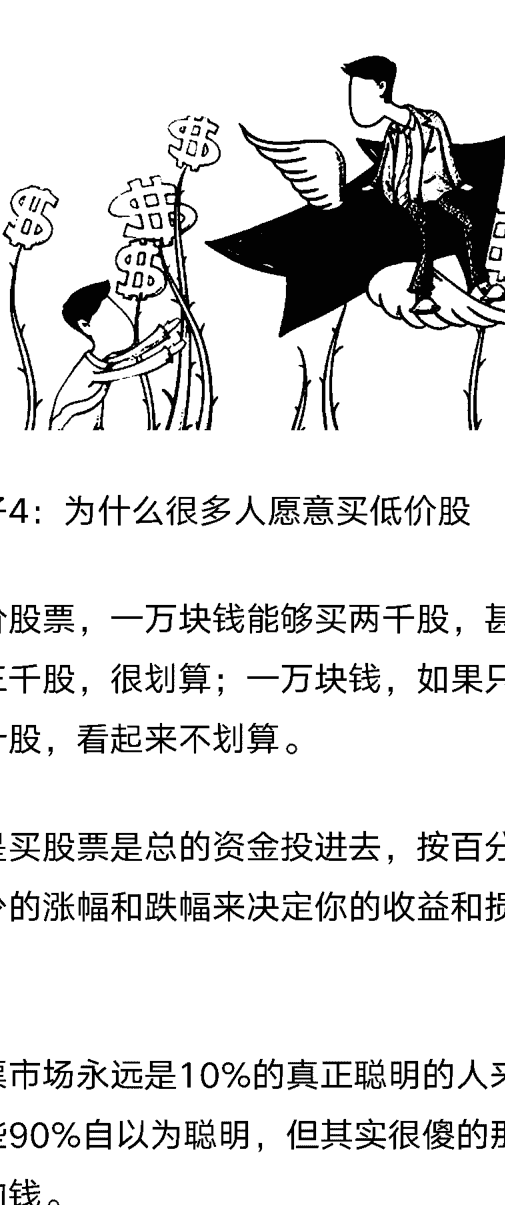 4：为什么很多人愿意买低价股
股票，一万块钱能够买两千股，甚
千股，很划算；一万块钱，如果只
股，看起来不划算。
买股票是总的资金投进去，按百分
的涨幅和跌幅来决定你的收益和损
市场永远是10%的真正聪明的人来
90%自以为聪明，但其实很傻的那
钱。